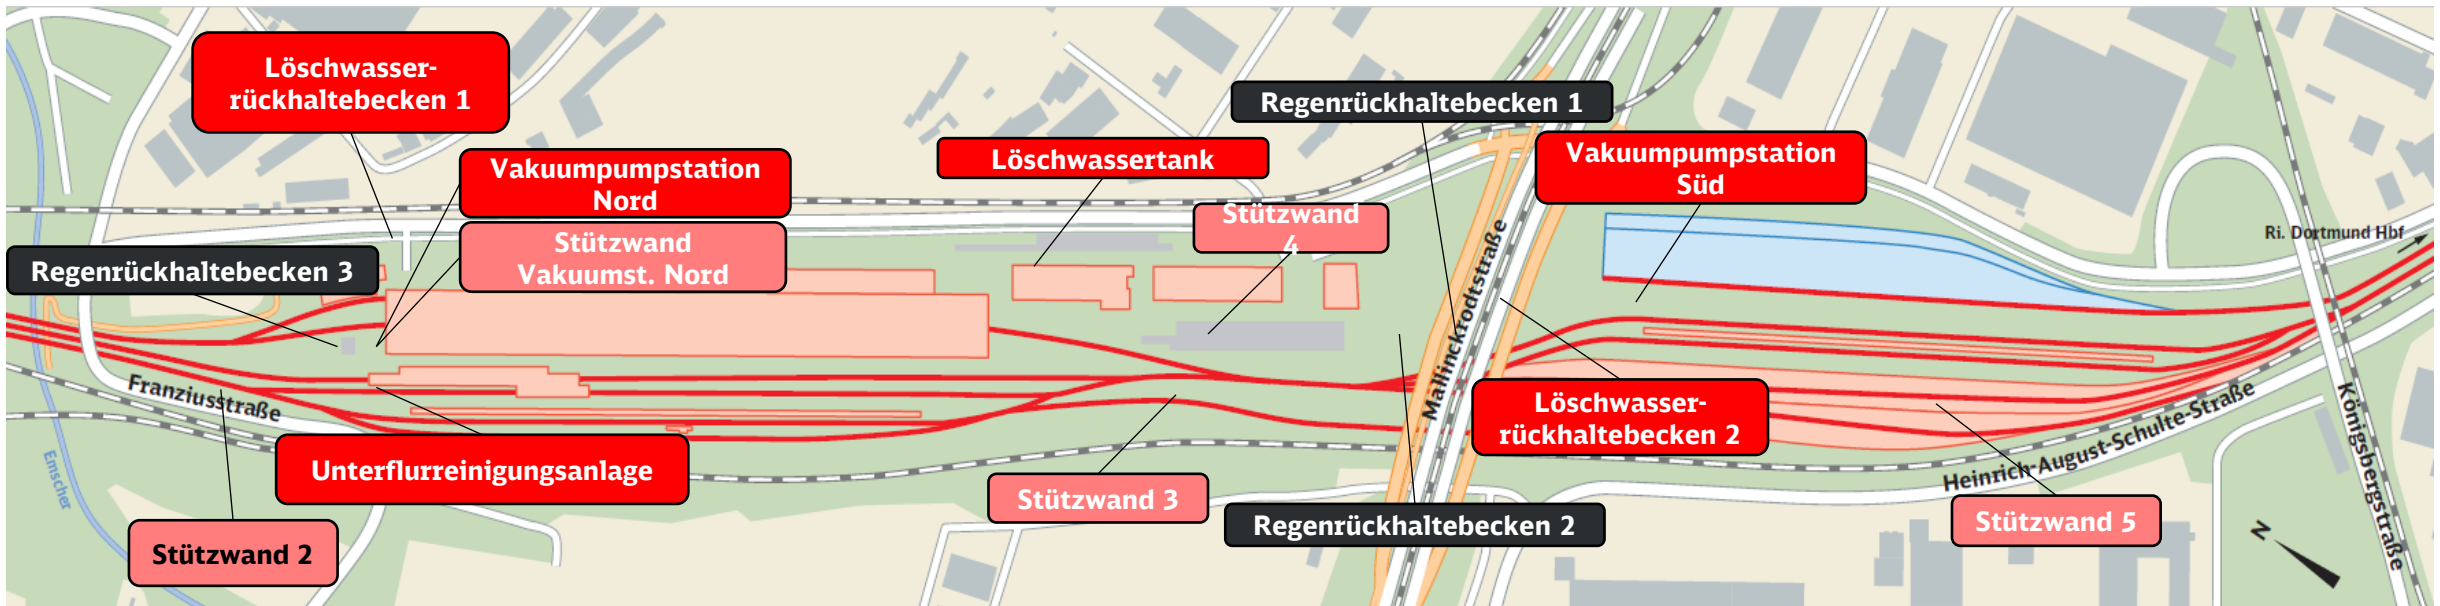 Löschwasser-
rückhaltebecken 1
Regenrückhaltebecken 1
Löschwassertank
Vakuumpumpstation
Süd
Vakuumpumpstation
Nord
Stützwand
4
Stützwand
Vakuumst. Nord
Regenrückhaltebecken 3
Ri. Dortmund Hbf
Mallinckrodtstraße
Franziusstraße
Löschwasser-
rückhaltebecken 2
Heinrich-August-Schulte-Straße
Königsbergstraße
Emscher
Unterflurreinigungsanlage
Stützwand 3
Regenrückhaltebecken 2
Stützwand 5
Stützwand 2
N